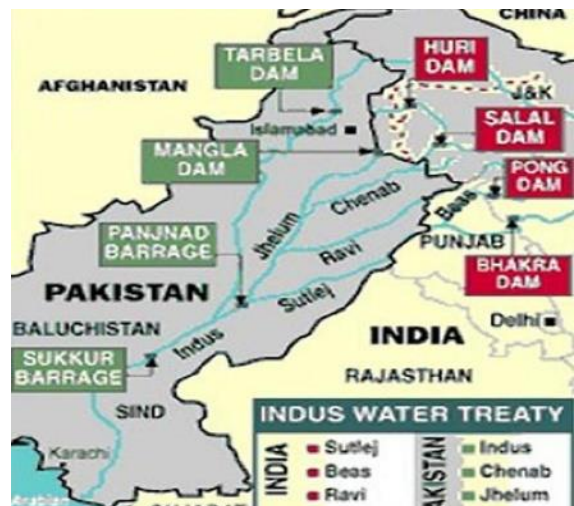 CHINA
TARBELA
DAM
HURI
DAM
AFGHANISTAN
J&K
Islamabad
SALAL
DAM
MANGLA
DAM
PONG
DAM
Chenab
Beas
Jhelum
PANJNAD
BARRAGE
Ravi
PUNJAB
BHAKRA
DAM
PAKISTAN
Sutlej
Delhi
BALUCHISTAN
Indus
INDIA
SUKKUR
BARRAGE
RAJASTHAN
SIND
INDUS WATER TREATY
Karachi
INDIA
Sutlej
Beas
Ravi
Indus
Chenab
Jhelum